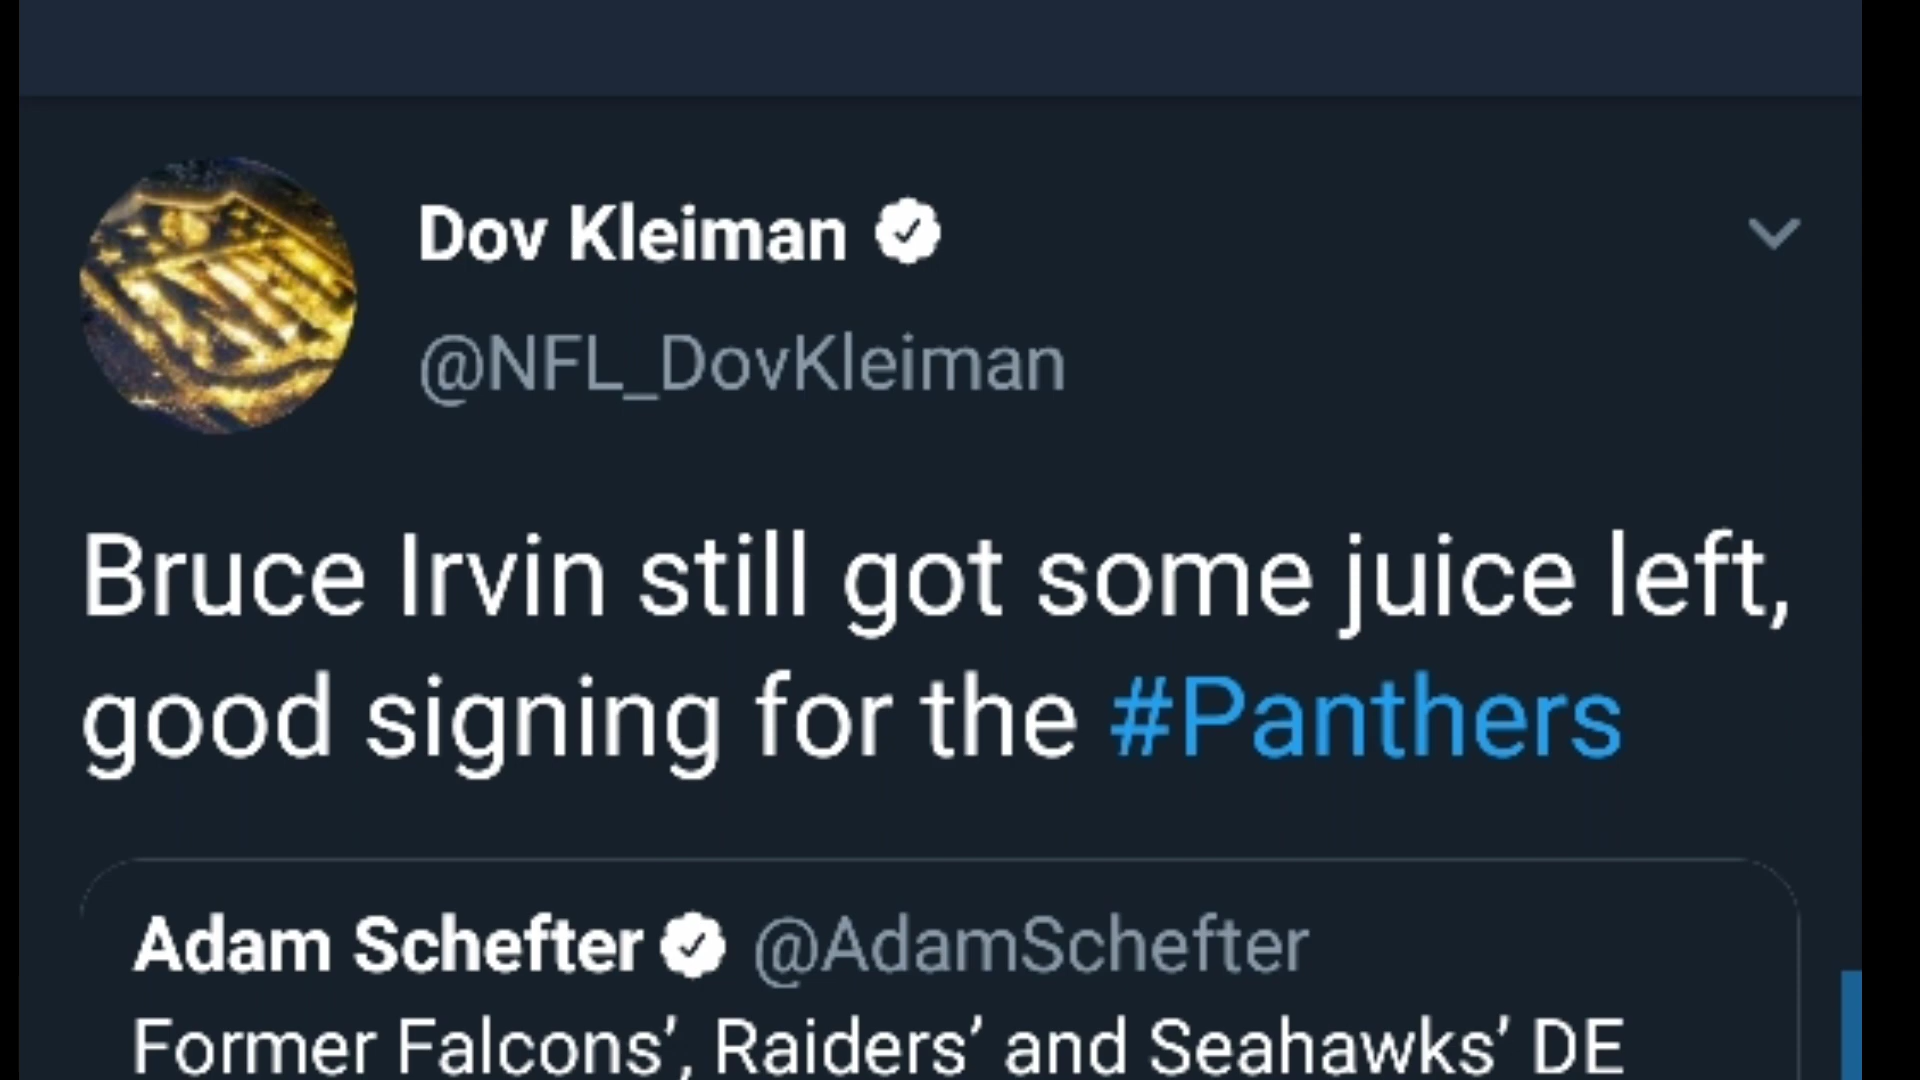 Dov Kleiman
@NFL_DovKleiman
Bruce Irvin still got some juice left,
good signing for the #Panthers
Adam Schefter @AdamSchefter
Former Falcons’, Raiders’ and Seahawks’ DE